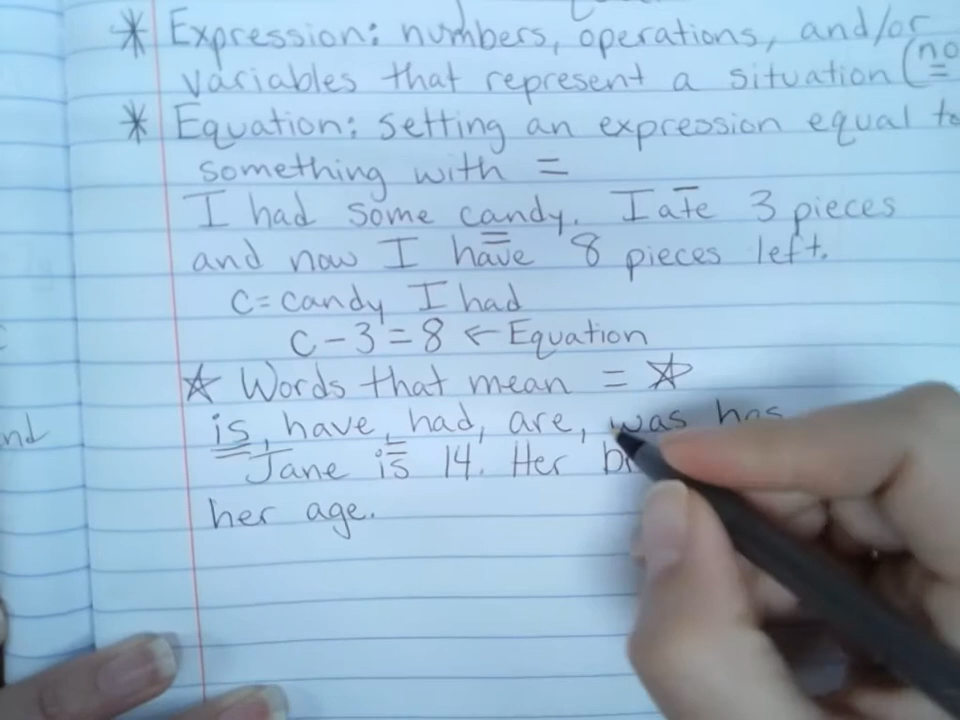 * Expression: numbers, operations, and/or
variables that represent a situation (no =
* Equation: setting an expression equal to
something with =
I had some candy. I ate 3 pieces
and now I have 8 pieces left.
c = candy I had
c - 3 = 8 ← Equation
☆ Words that mean = ☆
is, have, had, are, was has
Jane is 14. Her
her age.
nd